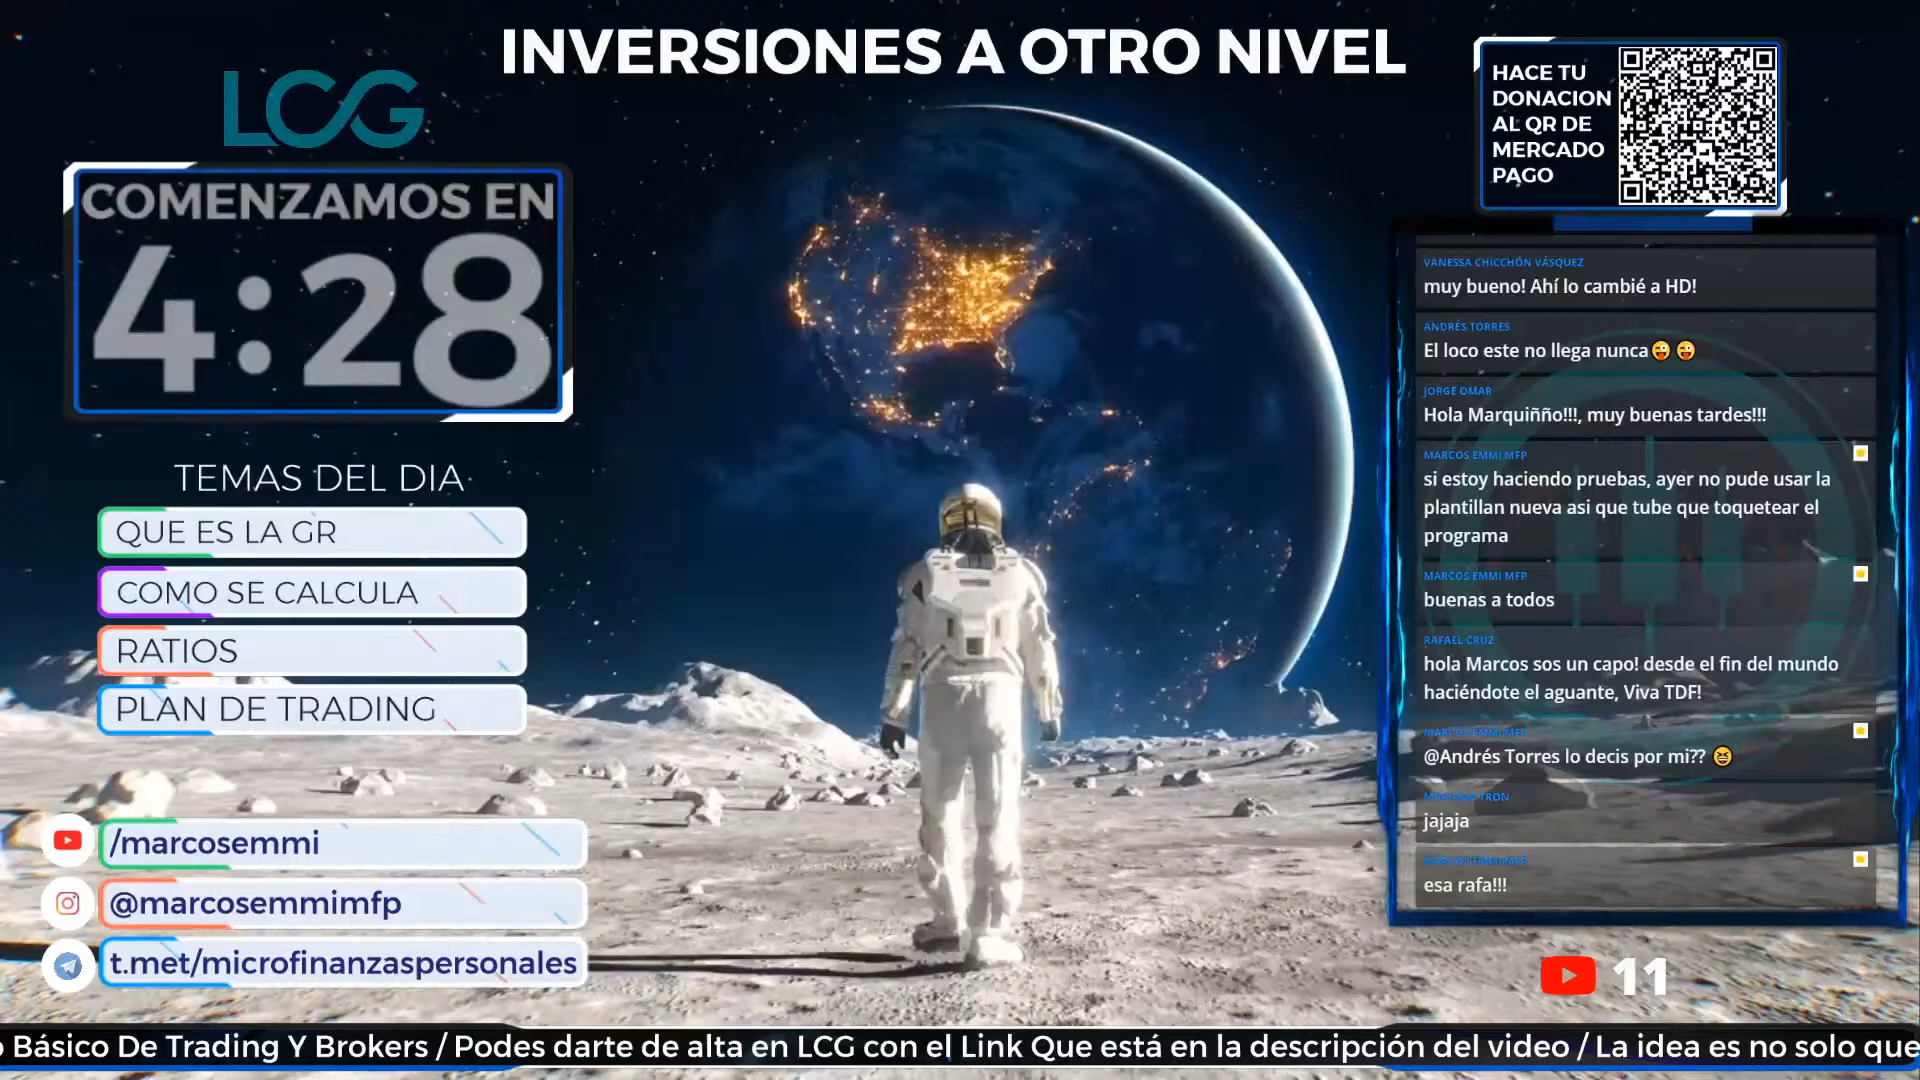 INVERSIONES A OTRO NIVEL
LCG
COMENZAMOS EN
4:28
TEMAS DEL DIA
QUE ES LA GR
COMO SE CALCULA
RATIOS
PLAN DE TRADING
/marcosemmi
@marcosemmimfp
t.met/microfinanzaspersonales
HACE TU
DONACION
AL QR DE
MERCADO
PAGO
VANESSA CHICCHÓN VÁSQUEZ
muy bueno! Ahí lo cambié a HD!
ANDRÉS TORRES
El loco este no llega nunca😜 😜
JORGE OMAR
Hola Marquiñño!!!, muy buenas tardes!!!
MARCOS EMMI MFP
si estoy haciendo pruebas, ayer no pude usar la
plantillan nueva asi que tube que toquetear el
programa
MARCOS EMMI MFP
buenas a todos
RAFAEL CRUZ
hola Marcos sos un capo! desde el fin del mundo
haciéndote el aguante, Viva TDF!
MARCOS EMMI MFP
@Andrés Torres lo decis por mi?? 😆
TRON
jajaja
MARCOS EMMI MFP
esa rafa!!!
11
o Básico De Trading Y Brokers / Podes darte de alta en LCG con el Link Que está en la descripción del video / La idea es no solo que